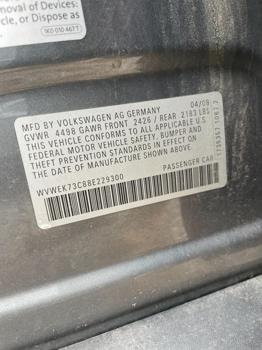 moval of Devices:
cle, or Dispose as
1K0 010 467 T
MFD BY VOLKSWAGEN AG GERMANY 04/08
GVWR 4498 GAWR FRONT 2426 / REAR 2183 LBS
THIS VEHICLE CONFORMS TO ALL APPLICABLE U.S.
FEDERAL MOTOR VEHICLE SAFETY, BUMPER AND
THEFT PREVENTION STANDARDS IN EFFECT ON
THE DATE OF MANUFACTURE SHOWN ABOVE.
WVWEK73C88E229300 PASSENGER CAR